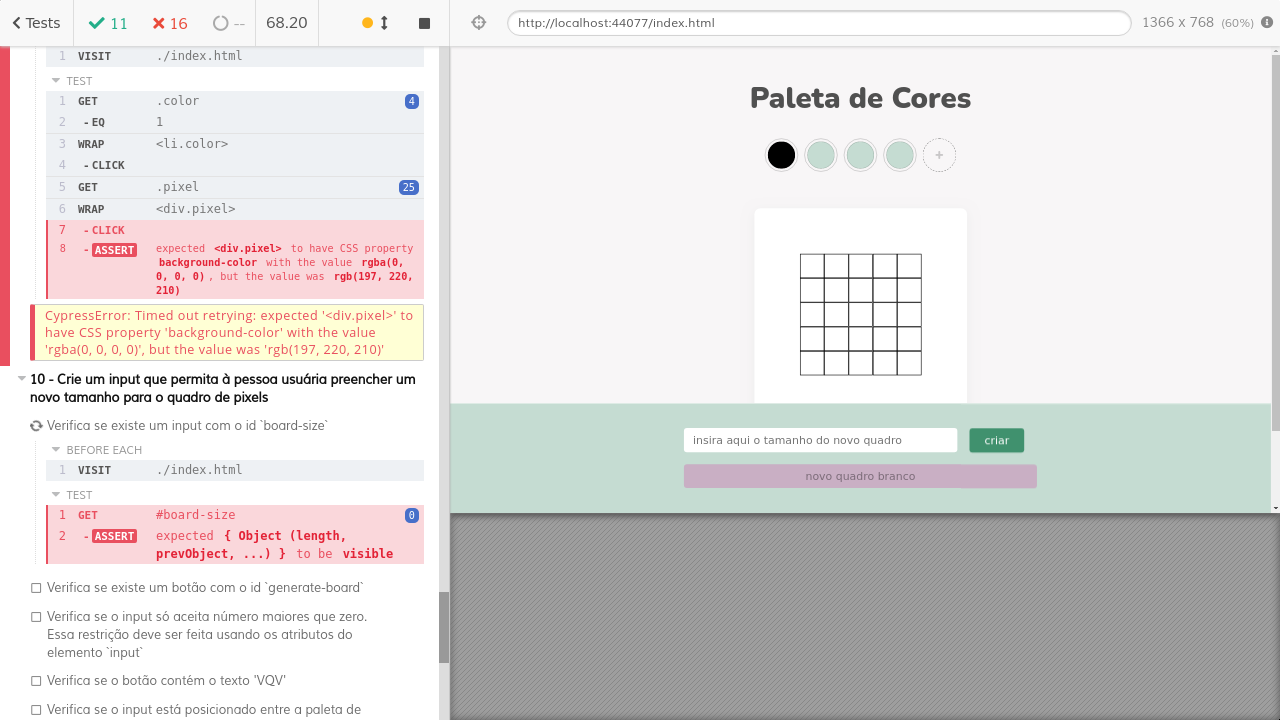 Tests
11
16
--
68.20
http://localhost:44077/index.html
1366 x 768 (60%)
1 VISIT ./index.html
TEST
1 GET .color 4
2 -EQ 1
3 WRAP <li.color>
4 -CLICK
5 GET .pixel 25
6 WRAP <div.pixel>
7 -CLICK
8 -ASSERT expected <div.pixel> to have CSS property
background-color with the value rgba(0,
0, 0, 0), but the value was rgb(197, 220,
210)
CypressError: Timed out retrying: expected '<div.pixel>' to
have CSS property 'background-color' with the value
'rgba(0, 0, 0, 0)', but the value was 'rgb(197, 220, 210)'
10 - Crie um input que permita à pessoa usuária preencher um
novo tamanho para o quadro de pixels
Verifica se existe um input com o id `board-size`
BEFORE EACH
1 VISIT ./index.html
TEST
1 GET #board-size 0
2 -ASSERT expected { Object (length,
prevObject, ...) } to be visible
Verifica se existe um botão com o id `generate-board`
Verifica se o input só aceita número maiores que zero.
Essa restrição deve ser feita usando os atributos do
elemento `input`
Verifica se o botão contém o texto 'VQV'
Verifica se o input está posicionado entre a paleta de
Paleta de Cores
+
insira aqui o tamanho do novo quadro
criar
novo quadro branco